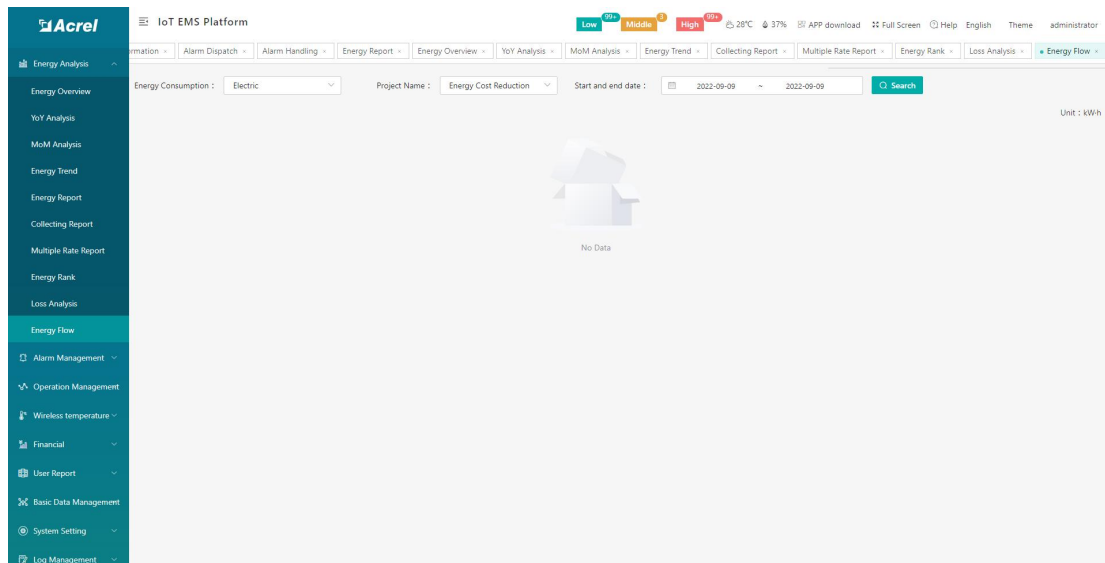 Acrel
IoT EMS Platform
Low 99+ Middle 3 High 99+ 28℃ 37% APP download Full Screen Help English Theme administrator
rmation × Alarm Dispatch × Alarm Handling × Energy Report × Energy Overview × YoY Analysis × MoM Analysis × Energy Trend × Collecting Report × Multiple Rate Report × Energy Rank × Loss Analysis × Energy Flow ×
Energy Consumption : Electric Project Name : Energy Cost Reduction Start and end date : 2022-09-09 ~ 2022-09-09 Search
Unit : kW·h
No Data
Energy Analysis
Energy Overview
YoY Analysis
MoM Analysis
Energy Trend
Energy Report
Collecting Report
Multiple Rate Report
Energy Rank
Loss Analysis
Energy Flow
Alarm Management
Operation Management
Wireless temperature
Financial
User Report
Basic Data Management
System Setting
Log Management